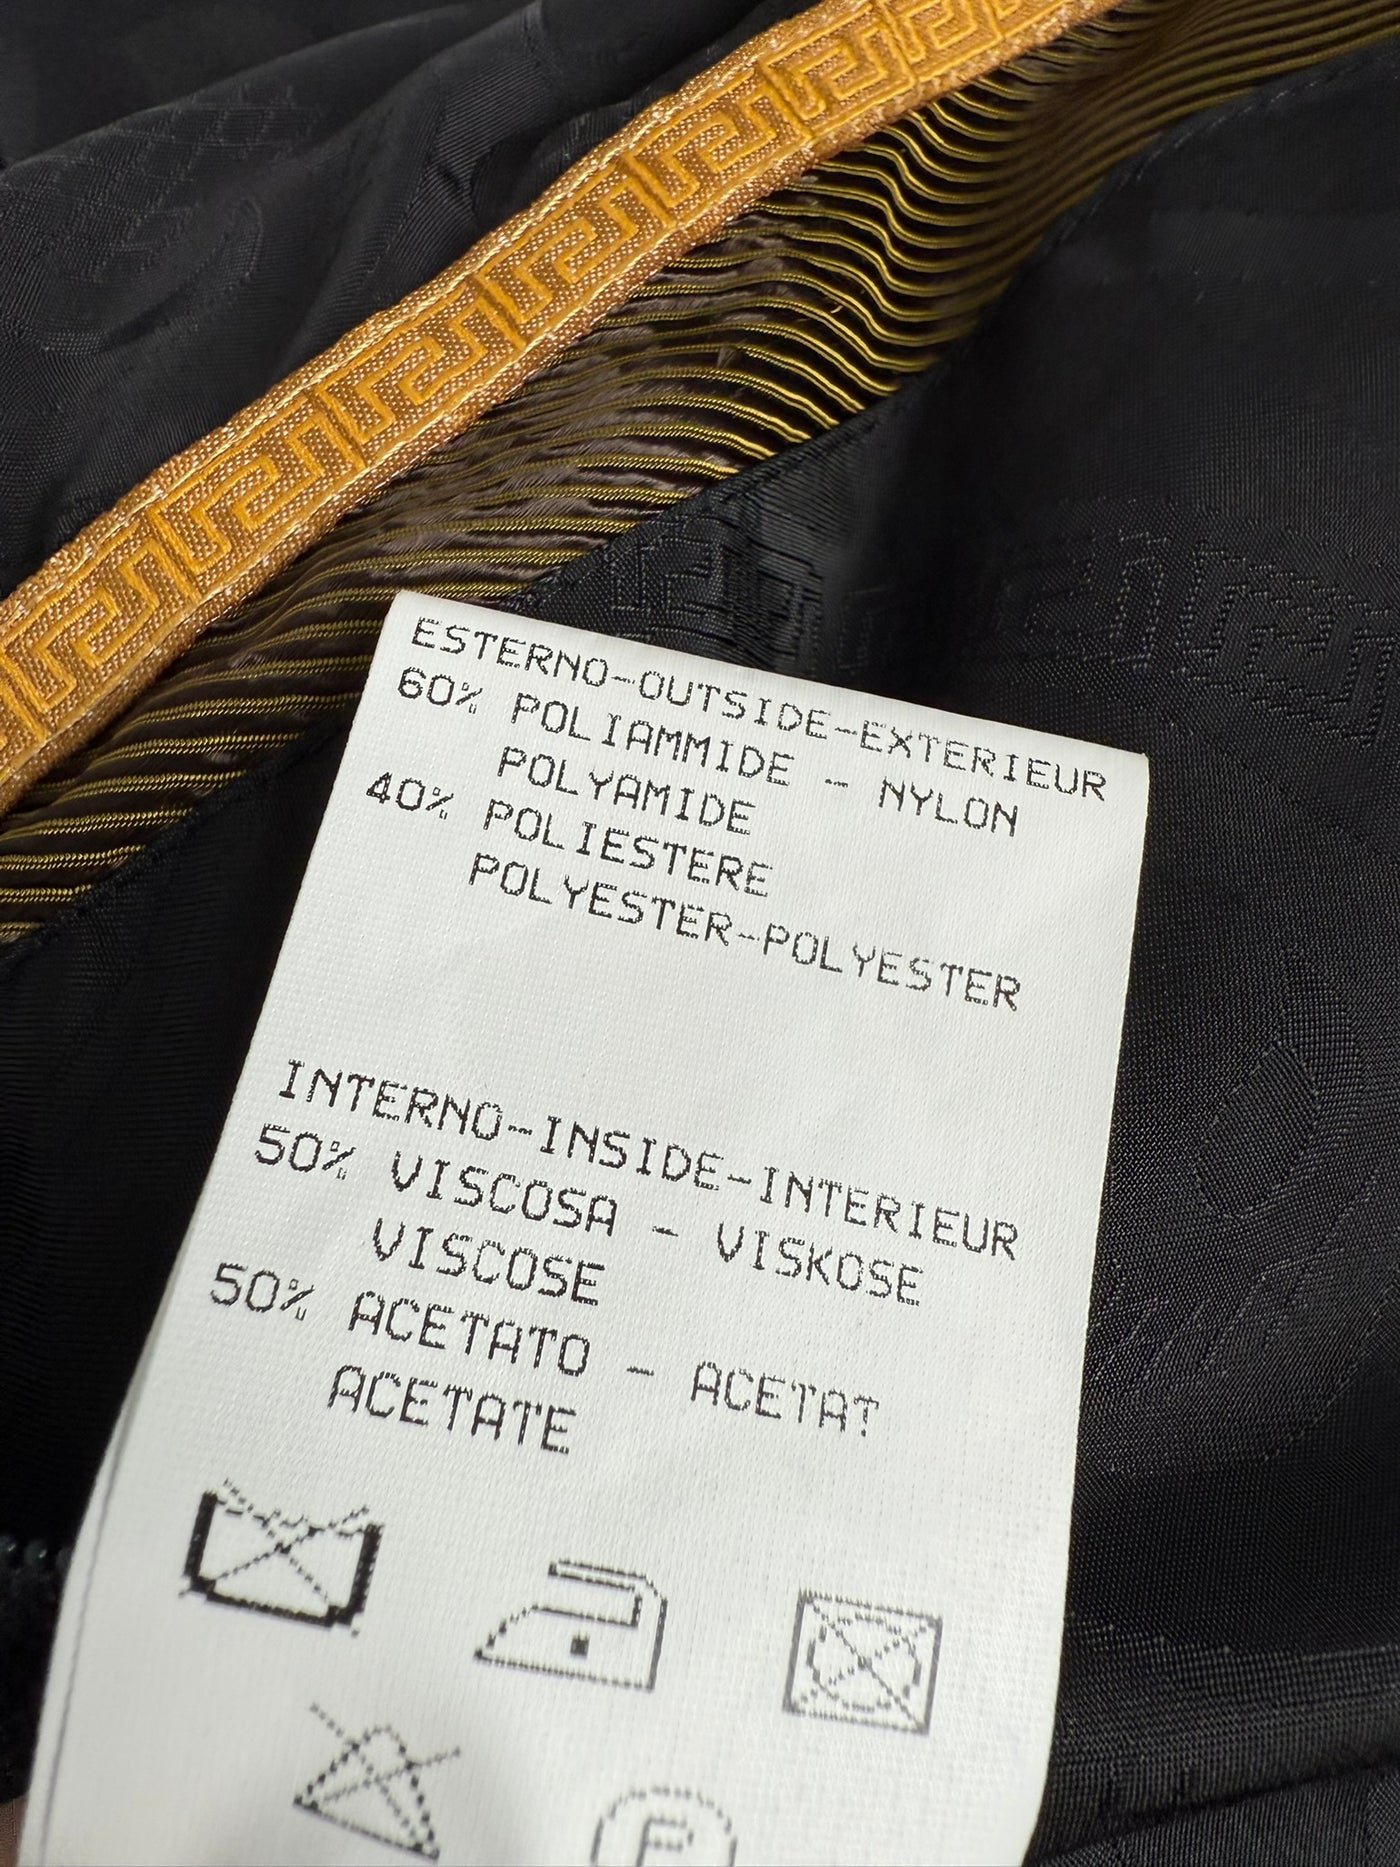 ESTERNO-OUTSIDE-EXTERIEUR
60% POLIAMMIDE - NYLON
POLYAMIDE
40% POLIESTERE
POLYESTER-POLYESTER
INTERNO-INSIDE-INTERIEUR
50% VISCOSA - VISKOSE
VISCOSE
50% ACETATO - ACETAT
ACETATE
F